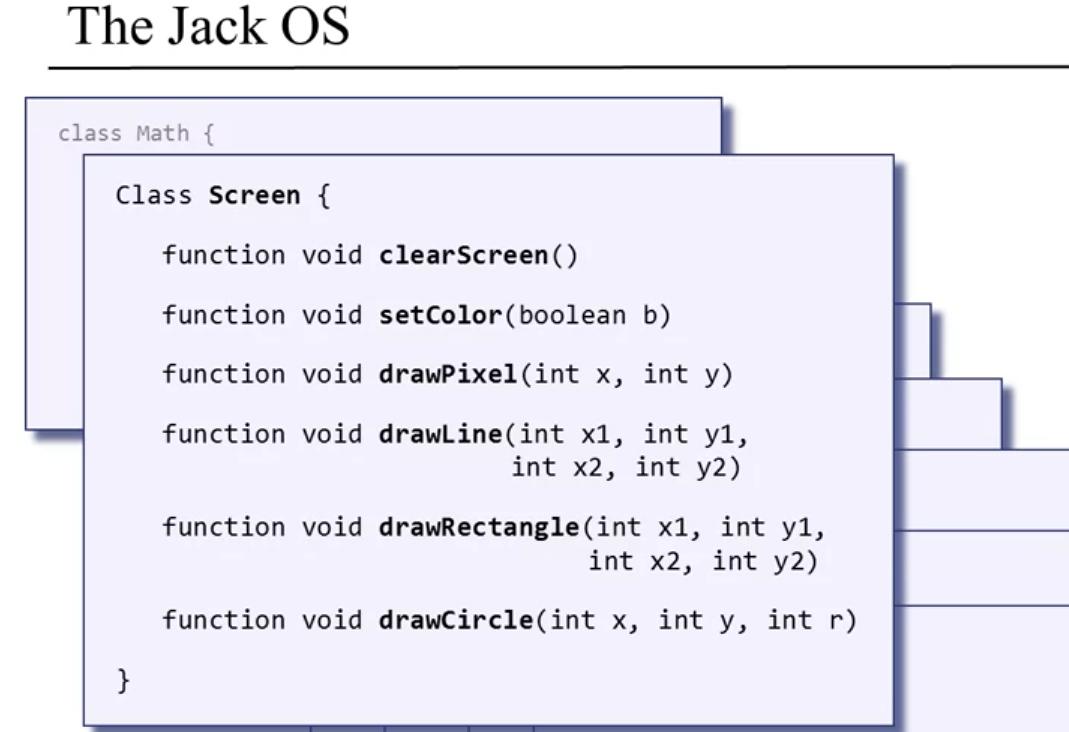 The Jack OS
class Math {
Class Screen {
function void clearScreen()
function void setColor(boolean b)
function void drawPixel(int x, int y)
function void drawLine(int x1, int y1,
int x2, int y2)
function void drawRectangle(int x1, int y1,
int x2, int y2)
function void drawCircle(int x, int y, int r)
}